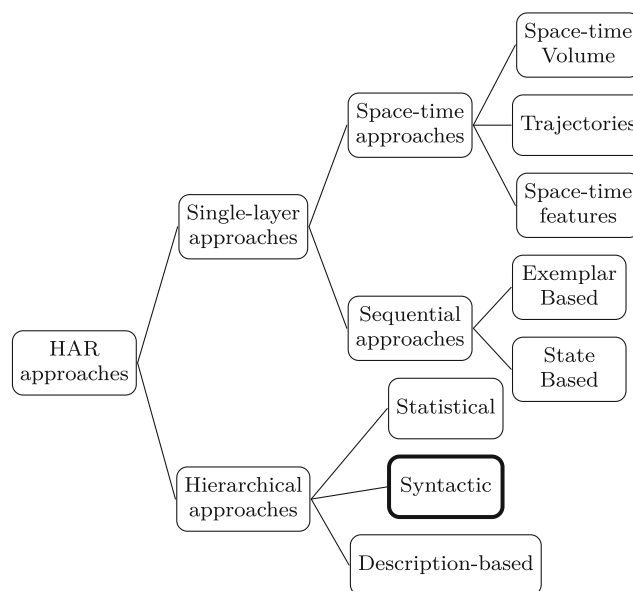 Space-time
Volume
Space-time
approaches
Trajectories
Space-time
features
Single-layer
approaches
Exemplar
Based
Sequential
approaches
State
Based
HAR
approaches
Statistical
Hierarchical
approaches
Syntactic
Description-based